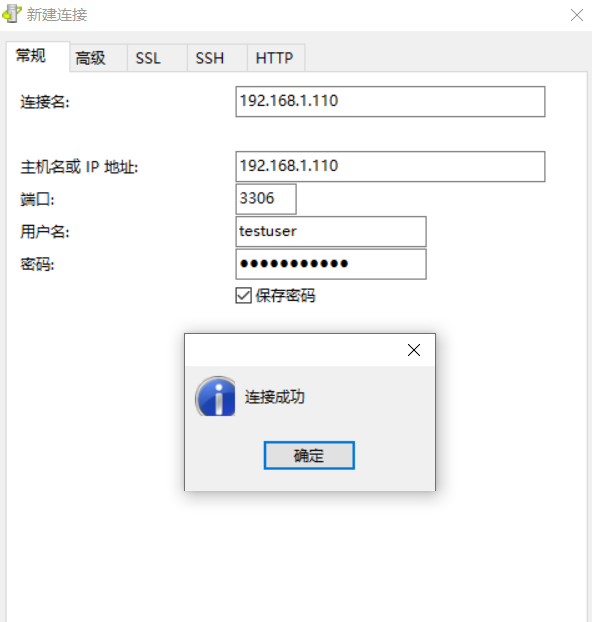 新建连接
常规 高级 SSL SSH HTTP
连接名: 192.168.1.110
主机名或 IP 地址: 192.168.1.110
端口: 3306
用户名: testuser
密码: ●●●●●●●●●●●
保存密码
连接成功
确定